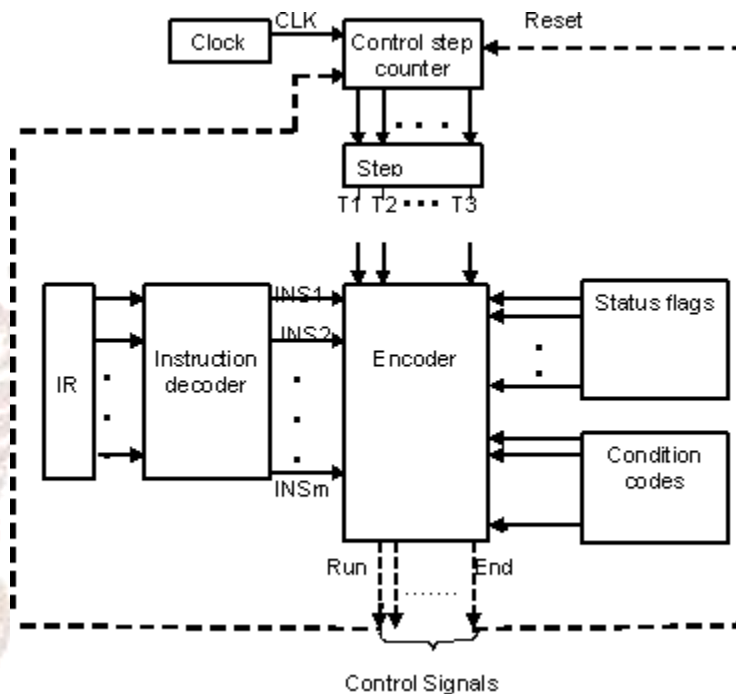 CLK
Reset
Clock
Control step
counter
Step
T1 T2 ••• T3
INS1
Status flags
INS2
Instruction
decoder
Encoder
IR
Condition
codes
INSm
Run
End
Control Signals